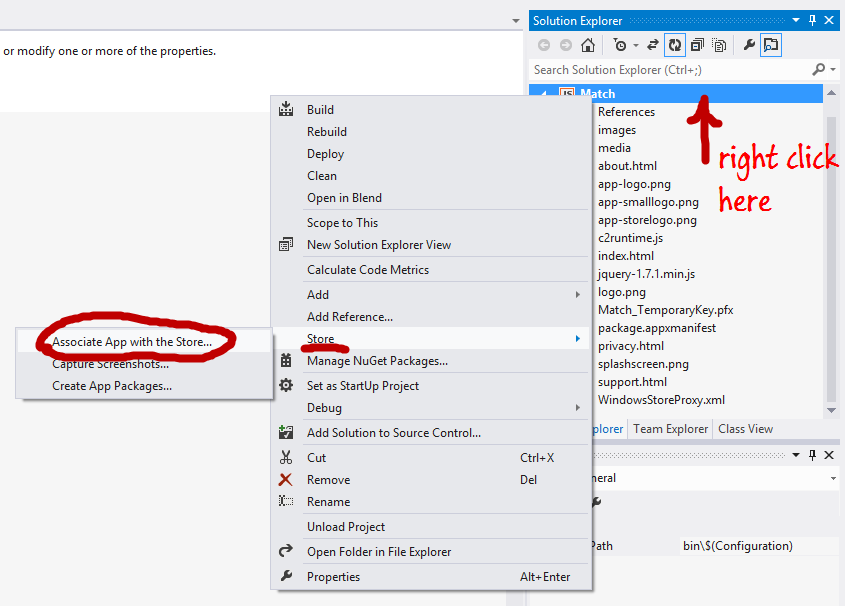 or modify one or more of the properties.
Solution Explorer
Search Solution Explorer (Ctrl+;)
Match
References
images
media
about.html
app-logo.png
app-smalllogo.png
app-storelogo.png
c2runtime.js
index.html
jquery-1.7.1.min.js
logo.png
Match_TemporaryKey.pfx
package.appxmanifest
privacy.html
splashscreen.png
support.html
WindowsStoreProxy.xml
right click
here
Build
Rebuild
Deploy
Clean
Open in Blend
Scope to This
New Solution Explorer View
Calculate Code Metrics
Add
Add Reference...
Store
Manage NuGet Packages...
Set as StartUp Project
Debug
Add Solution to Source Control...
Cut Ctrl+X
Remove Del
Rename
Unload Project
Open Folder in File Explorer
Properties Alt+Enter
Associate App with the Store...
Capture Screenshots...
Create App Packages...
plorer Team Explorer Class View
neral
Path bin\$(Configuration)